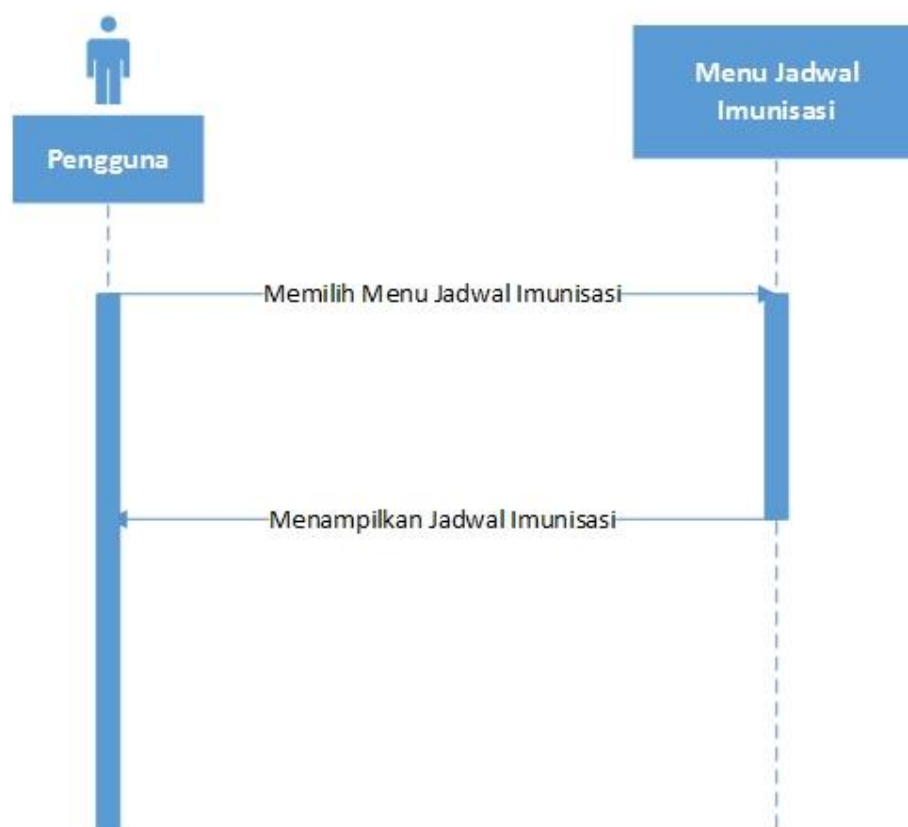 Pengguna
Menu Jadwal
Imunisasi
Memilih Menu Jadwal Imunisasi
Menampilkan Jadwal Imunisasi